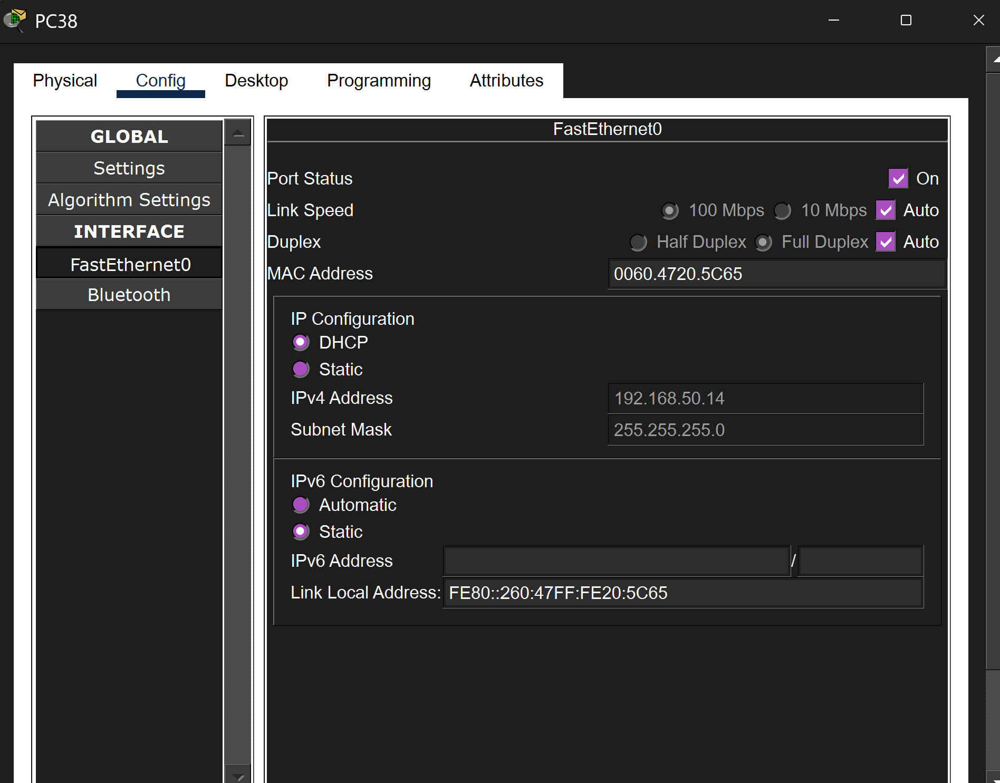 PC38
Physical Config Desktop Programming Attributes
GLOBAL
Settings
Algorithm Settings
INTERFACE
FastEthernet0
Bluetooth
FastEthernet0
Port Status On
Link Speed 100 Mbps 10 Mbps Auto
Duplex Half Duplex Full Duplex Auto
MAC Address 0060.4720.5C65
IP Configuration
DHCP
Static
IPv4 Address 192.168.50.14
Subnet Mask 255.255.255.0
IPv6 Configuration
Automatic
Static
IPv6 Address /
Link Local Address: FE80::260:47FF:FE20:5C65